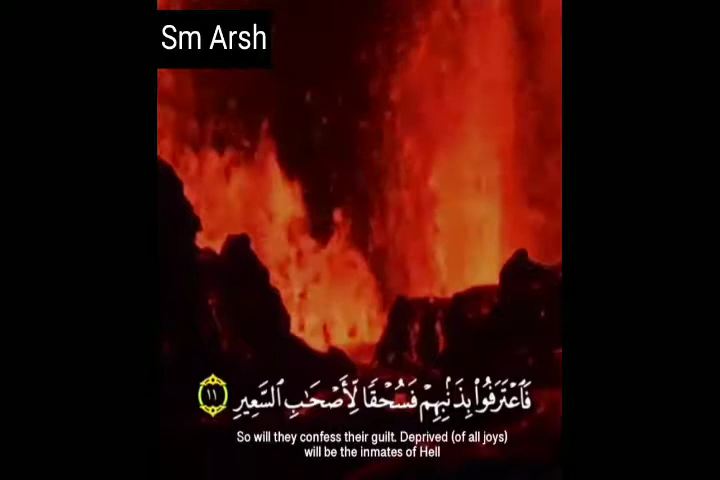 Sm Arsh
فَٱعْتَرَفُوا۟ بِذَنۢبِهِمْ فَسُحْقًا لِّأَصْحَـٰبِ ٱلسَّعِيرِ ١١
So will they confess their guilt. Deprived (of all joys)
will be the inmates of Hell